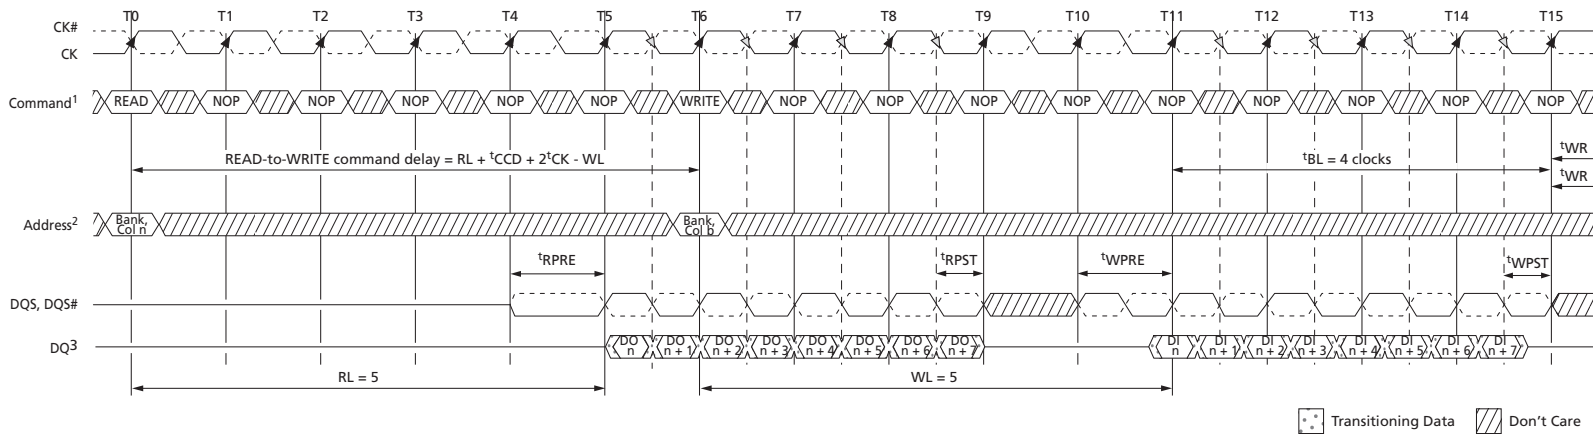 T0 T1 T2 T3 T4 T5 T6 T7 T8 T9 T10 T11 T12 T13 T14 T15
CK#
CK
Command1 READ NOP NOP NOP NOP NOP WRITE NOP NOP NOP NOP NOP NOP NOP NOP NOP
READ-to-WRITE command delay = RL + tCCD + 2tCK - WL
tBL = 4 clocks
tWR
tWR
Address2
Bank, Col n
Bank, Col b
tRPRE tRPST tWPRE tWPST
DQS, DQS#
DQ3
DO n DO n + 1 DO n + 2 DO n + 3 DO n + 4 DO n + 5 DO n + 6 DO n + 7 DI n DI n + 1 DI n + 2 DI n + 3 DI n + 4 DI n + 5 DI n + 6 DI n + 7
RL = 5 WL = 5
Transitioning Data Don't Care